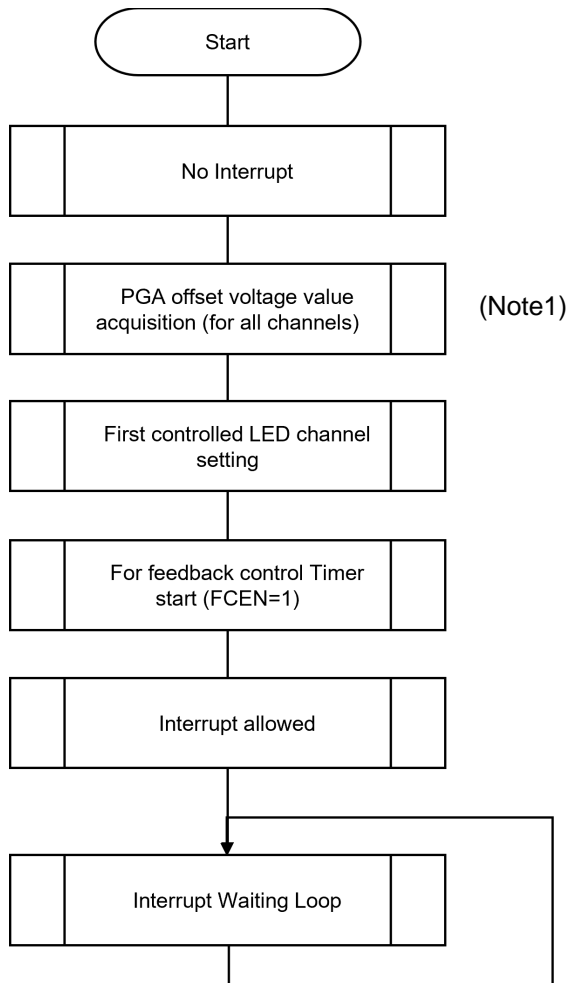 Start
No Interrupt
PGA offset voltage value
acquisition (for all channels)
(Note1)
First controlled LED channel
setting
For feedback control Timer
start (FCEN=1)
Interrupt allowed
Interrupt Waiting Loop